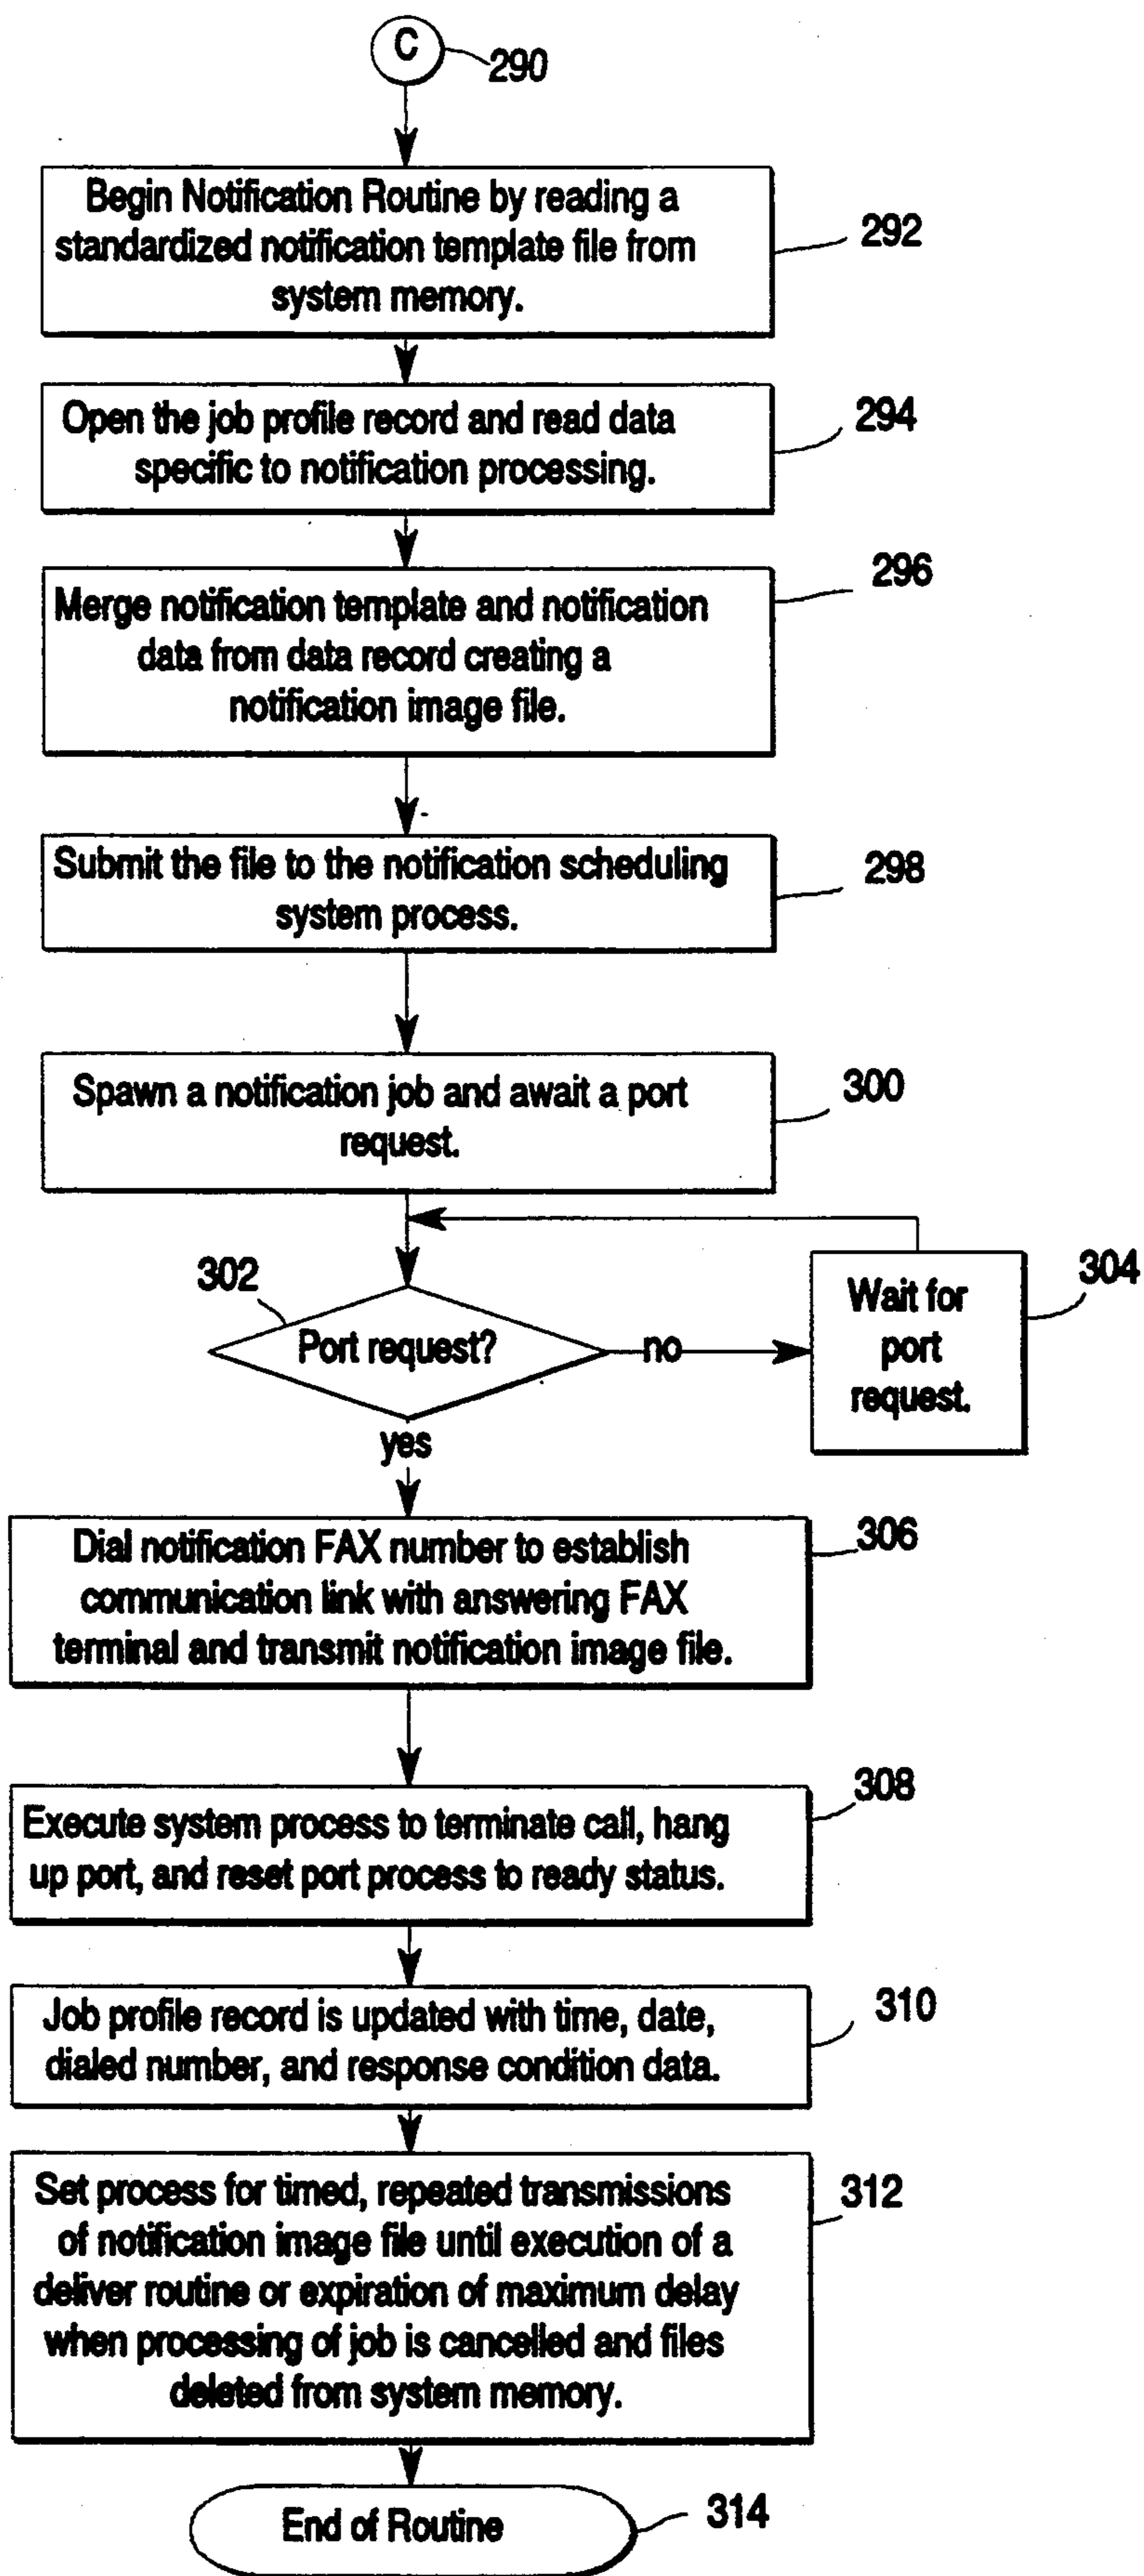 C
290
Begin Notification Routine by reading a
standardized notification template file from
system memory.
292
Open the job profile record and read data
specific to notification processing.
294
Merge notification template and notification
data from data record creating a
notification image file.
296
Submit the file to the notification scheduling
system process.
298
Spawn a notification job and await a port
request.
300
302
Port request?
no
Wait for
port
request.
304
yes
Dial notification FAX number to establish
communication link with answering FAX
terminal and transmit notification image file.
306
Execute system process to terminate call, hang
up port, and reset port process to ready status.
308
Job profile record is updated with time, date,
dialed number, and response condition data.
310
Set process for timed, repeated transmissions
of notification image file until execution of a
deliver routine or expiration of maximum delay
when processing of job is cancelled and files
deleted from system memory.
312
End of Routine
314